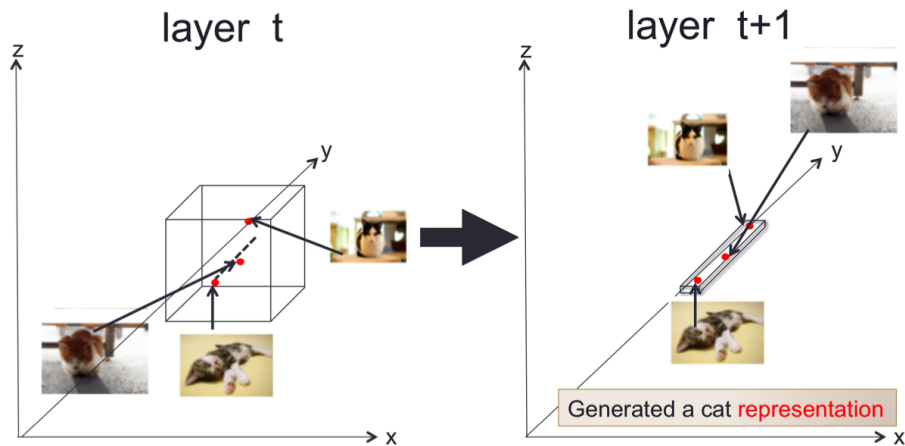 layer t
z
y
x
layer t+1
z
y
x
Generated a cat representation